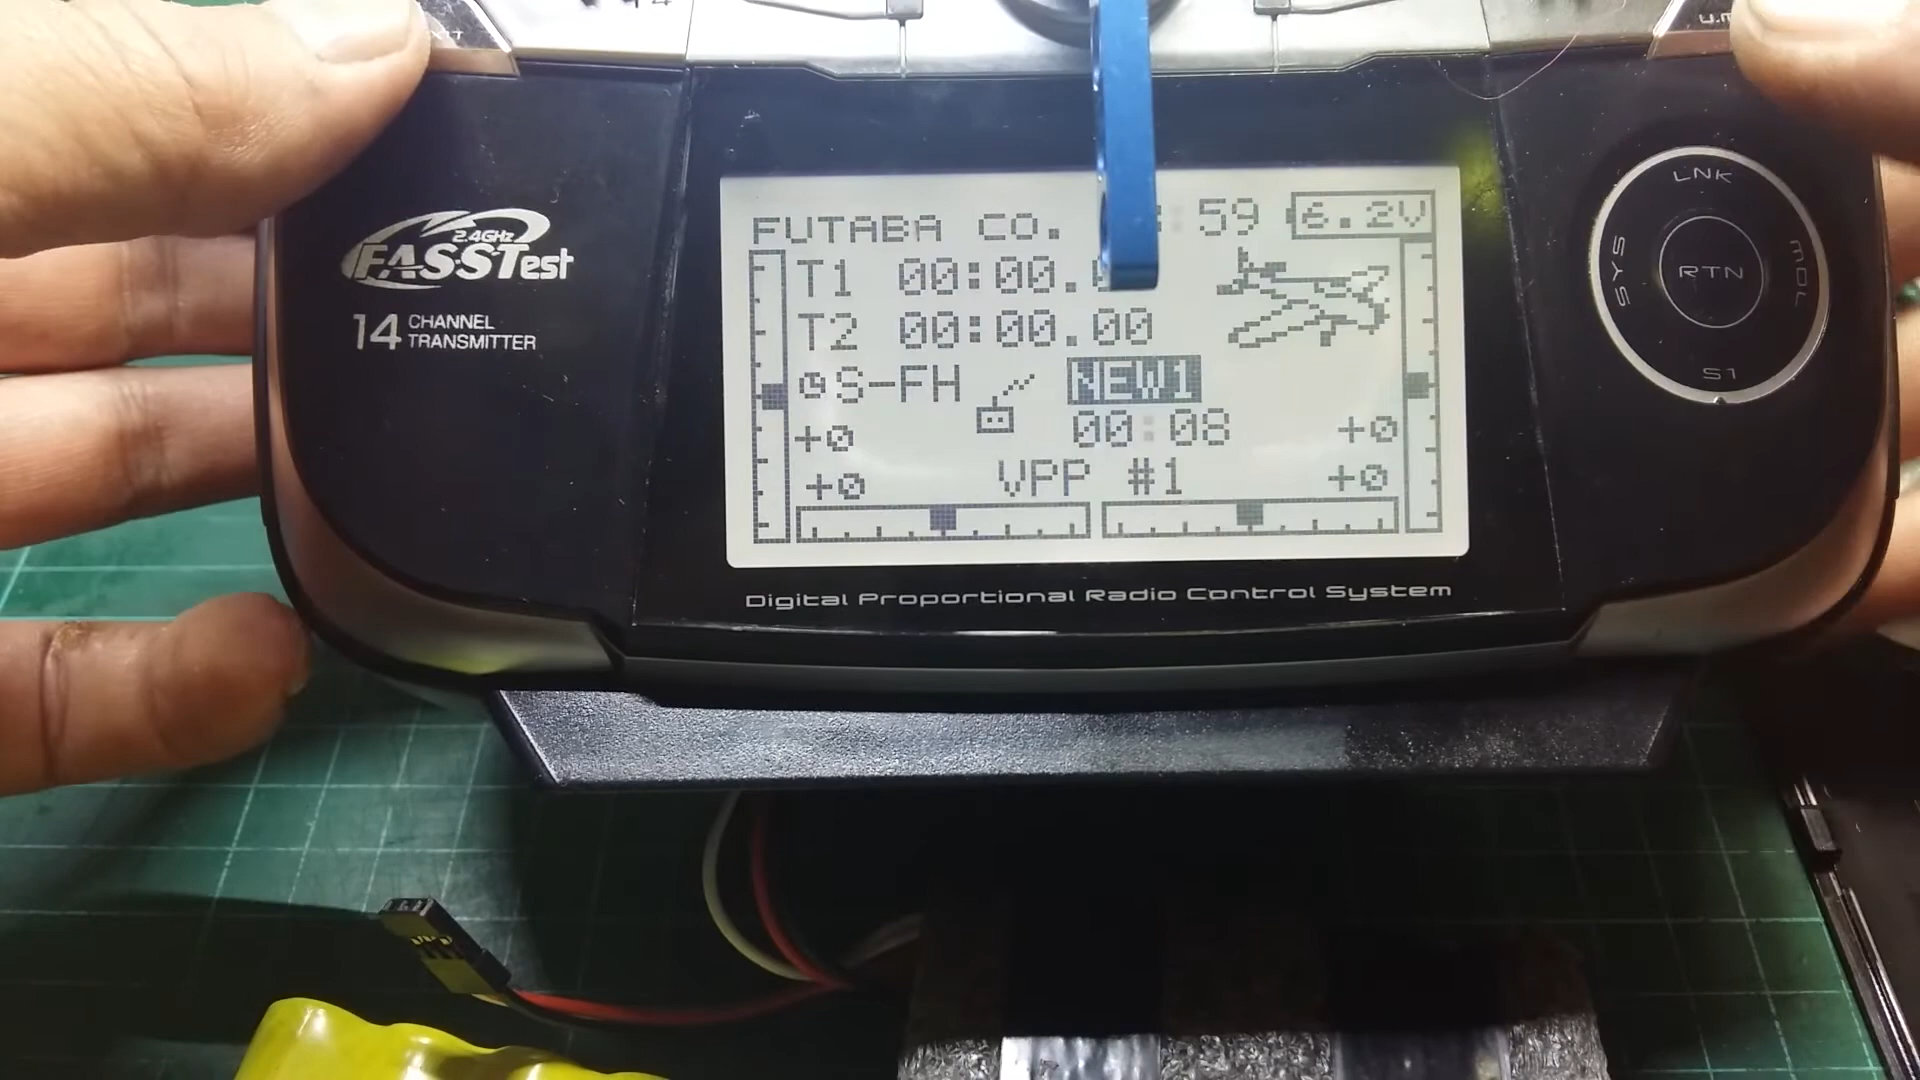 2.4GHz
FASSTest
14 CHANNEL
TRANSMITTER
FUTABA CO. :59 6.2V
T1 00:00.
T2 00:00.00
S-FH NEW1
00:08
+0 +0
+0 VPP #1 +0
Digital Proportional Radio Control System
LNK
SYS RTN MDL
S1